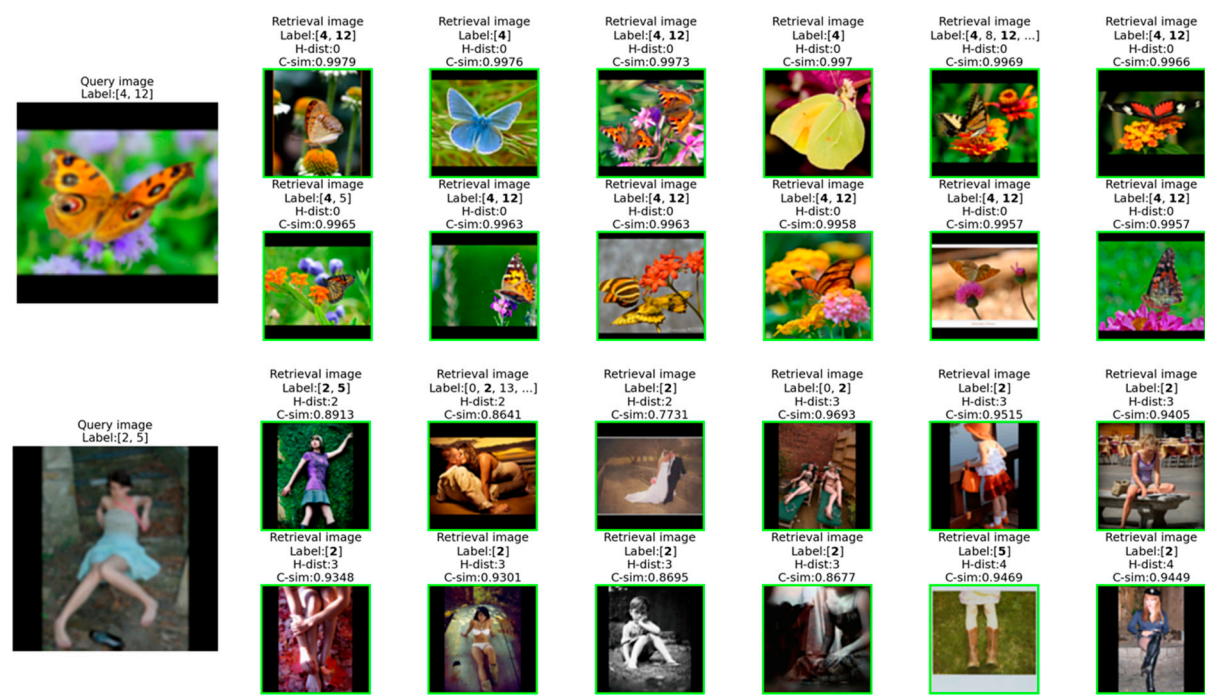 Query image
Label:[4, 12]
Retrieval image
Label:[4, 12]
H-dist:0
C-sim:0.9979
Retrieval image
Label:[4]
H-dist:0
C-sim:0.9976
Retrieval image
Label:[4, 12]
H-dist:0
C-sim:0.9973
Retrieval image
Label:[4]
H-dist:0
C-sim:0.997
Retrieval image
Label:[4, 8, 12, ...]
H-dist:0
C-sim:0.9969
Retrieval image
Label:[4, 12]
H-dist:0
C-sim:0.9966
Retrieval image
Label:[4, 5]
H-dist:0
C-sim:0.9965
Retrieval image
Label:[4, 12]
H-dist:0
C-sim:0.9963
Retrieval image
Label:[4, 12]
H-dist:0
C-sim:0.9963
Retrieval image
Label:[4, 12]
H-dist:0
C-sim:0.9958
Retrieval image
Label:[4, 12]
H-dist:0
C-sim:0.9957
Retrieval image
Label:[4, 12]
H-dist:0
C-sim:0.9957
Query image
Label:[2, 5]
Retrieval image
Label:[2, 5]
H-dist:2
C-sim:0.8913
Retrieval image
Label:[0, 2, 13, ...]
H-dist:2
C-sim:0.8641
Retrieval image
Label:[2]
H-dist:2
C-sim:0.7731
Retrieval image
Label:[0, 2]
H-dist:3
C-sim:0.9693
Retrieval image
Label:[2]
H-dist:3
C-sim:0.9515
Retrieval image
Label:[2]
H-dist:3
C-sim:0.9405
Retrieval image
Label:[2]
H-dist:3
C-sim:0.9348
Retrieval image
Label:[2]
H-dist:3
C-sim:0.9301
Retrieval image
Label:[2]
H-dist:3
C-sim:0.8695
Retrieval image
Label:[2]
H-dist:3
C-sim:0.8677
Retrieval image
Label:[5]
H-dist:4
C-sim:0.9469
Retrieval image
Label:[2]
H-dist:4
C-sim:0.9449